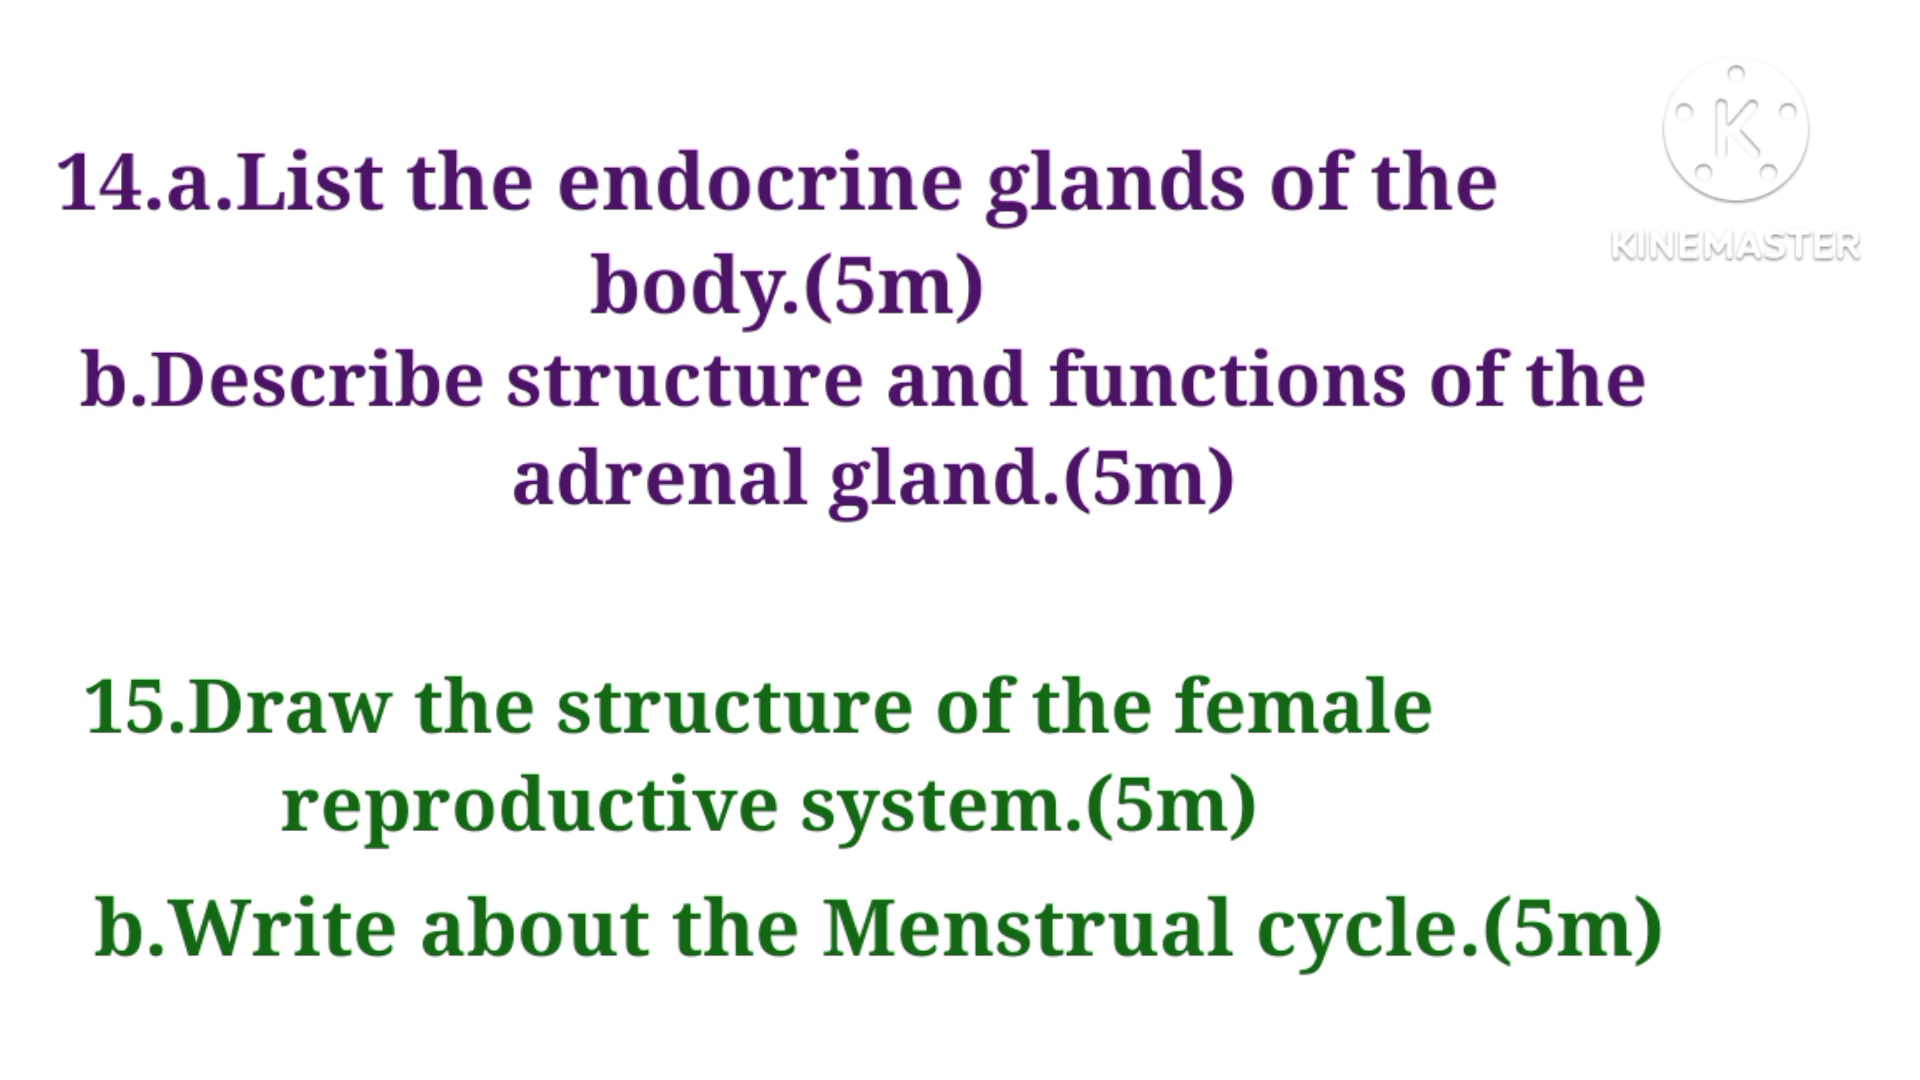 14.a.List the endocrine glands of the
body.(5m)
b.Describe structure and functions of the
adrenal gland.(5m)
15.Draw the structure of the female
reproductive system.(5m)
b.Write about the Menstrual cycle.(5m)
K
KINEMASTER